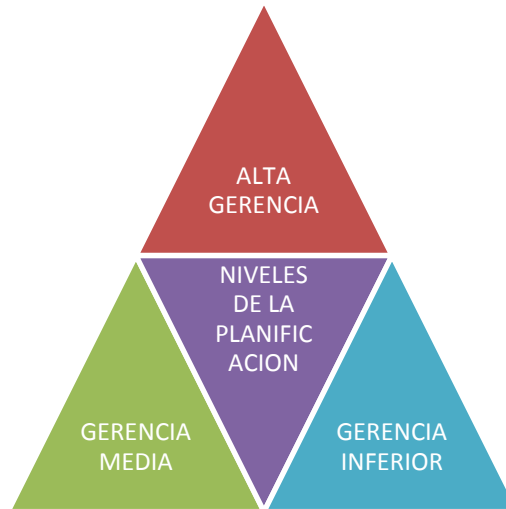 ALTA
GERENCIA
NIVELES
DE LA
PLANIFIC
ACION
GERENCIA
MEDIA
GERENCIA
INFERIOR